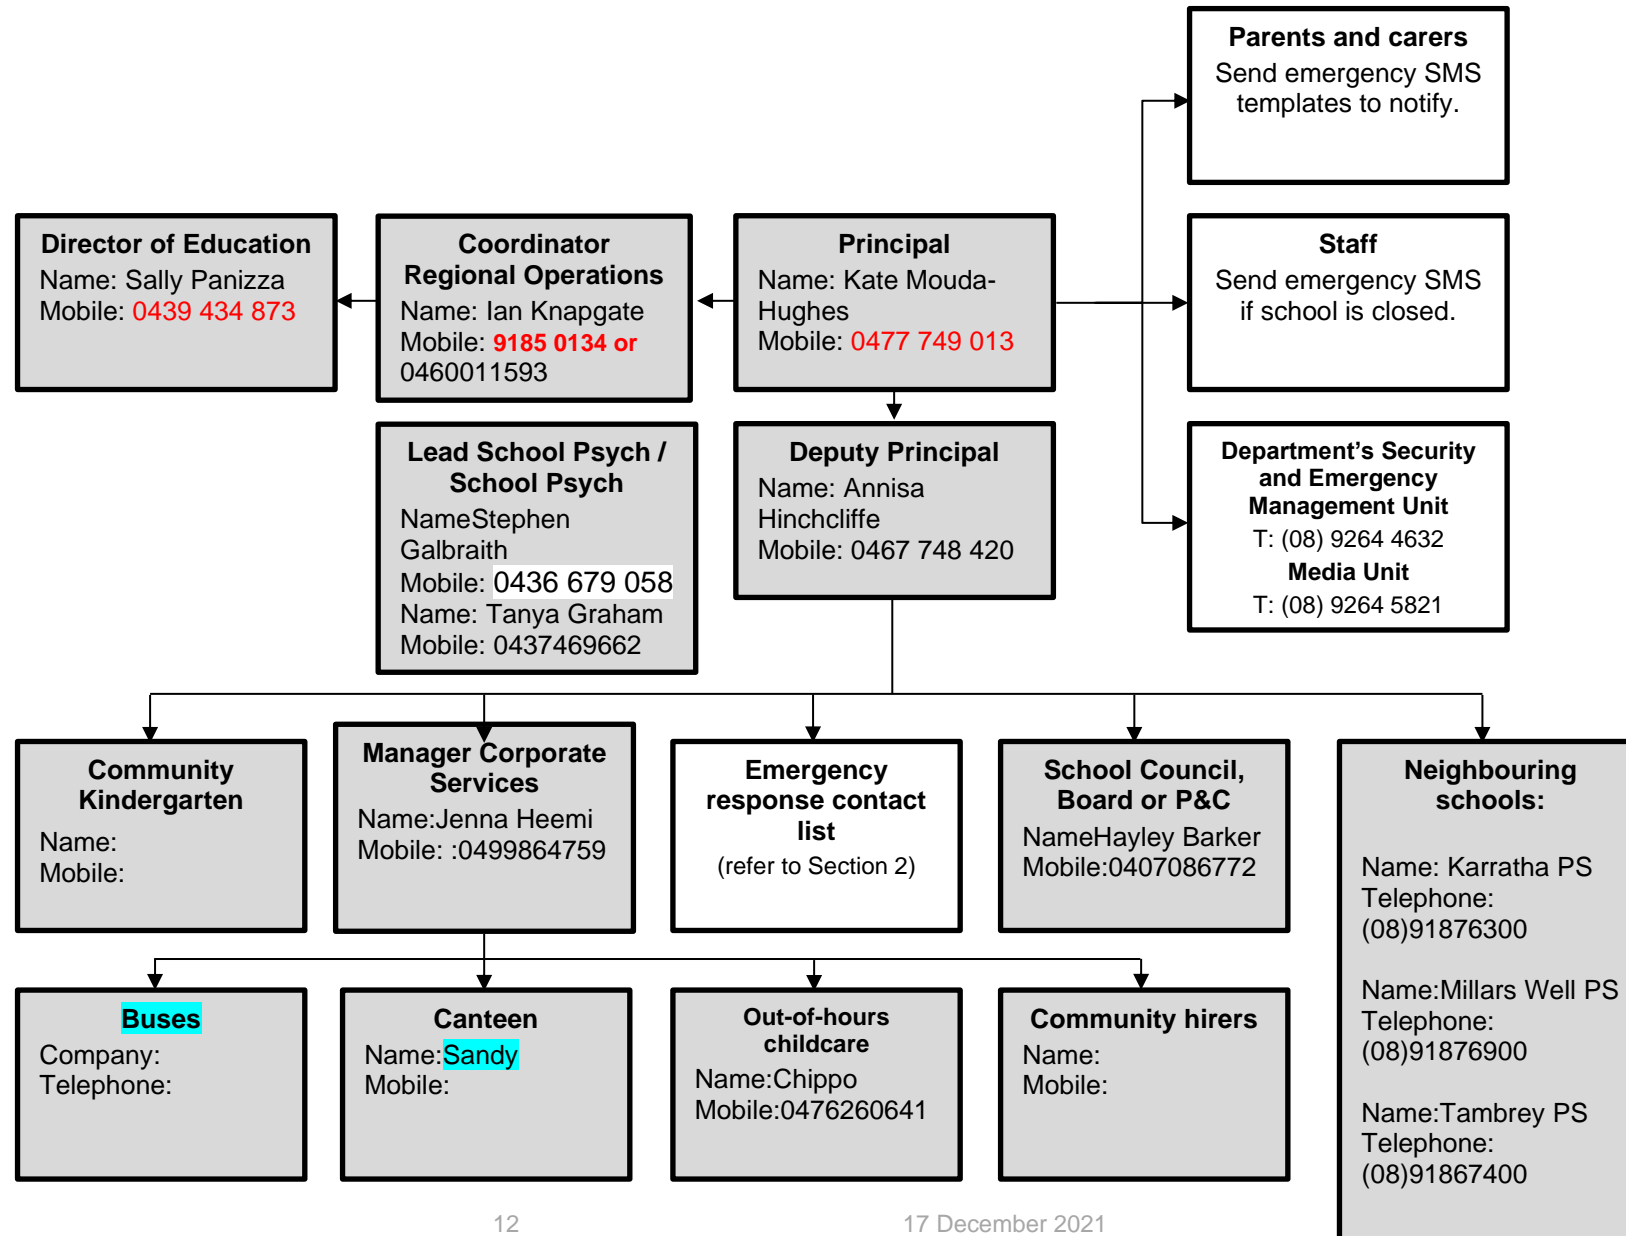 Parents and carers
Send emergency SMS
templates to notify.
Director of Education
Name: Sally Panizza
Mobile: 0439 434 873
Coordinator
Regional Operations
Name: Ian Knapgate
Mobile: 9185 0134 or
0460011593
Principal
Name: Kate Mouda-
Hughes
Mobile: 0477 749 013
Staff
Send emergency SMS
if school is closed.
Lead School Psych /
School Psych
NameStephen
Galbraith
Mobile: 0436 679 058
Name: Tanya Graham
Mobile: 0437469662
Deputy Principal
Name: Annisa
Hinchcliffe
Mobile: 0467 748 420
Department’s Security
and Emergency
Management Unit
T: (08) 9264 4632
Media Unit
T: (08) 9264 5821
Community
Kindergarten
Name:
Mobile:
Manager Corporate
Services
Name:Jenna Heemi
Mobile: :0499864759
Emergency
response contact
list
(refer to Section 2)
School Council,
Board or P&C
NameHayley Barker
Mobile:0407086772
Neighbouring
schools:
Name: Karratha PS
Telephone:
(08)91876300
Name:Millars Well PS
Telephone:
(08)91876900
Name:Tambrey PS
Telephone:
(08)91867400
Buses
Company:
Telephone:
Canteen
Name:Sandy
Mobile:
Out-of-hours
childcare
Name:Chippo
Mobile:0476260641
Community hirers
Name:
Mobile:
12
17 December 2021